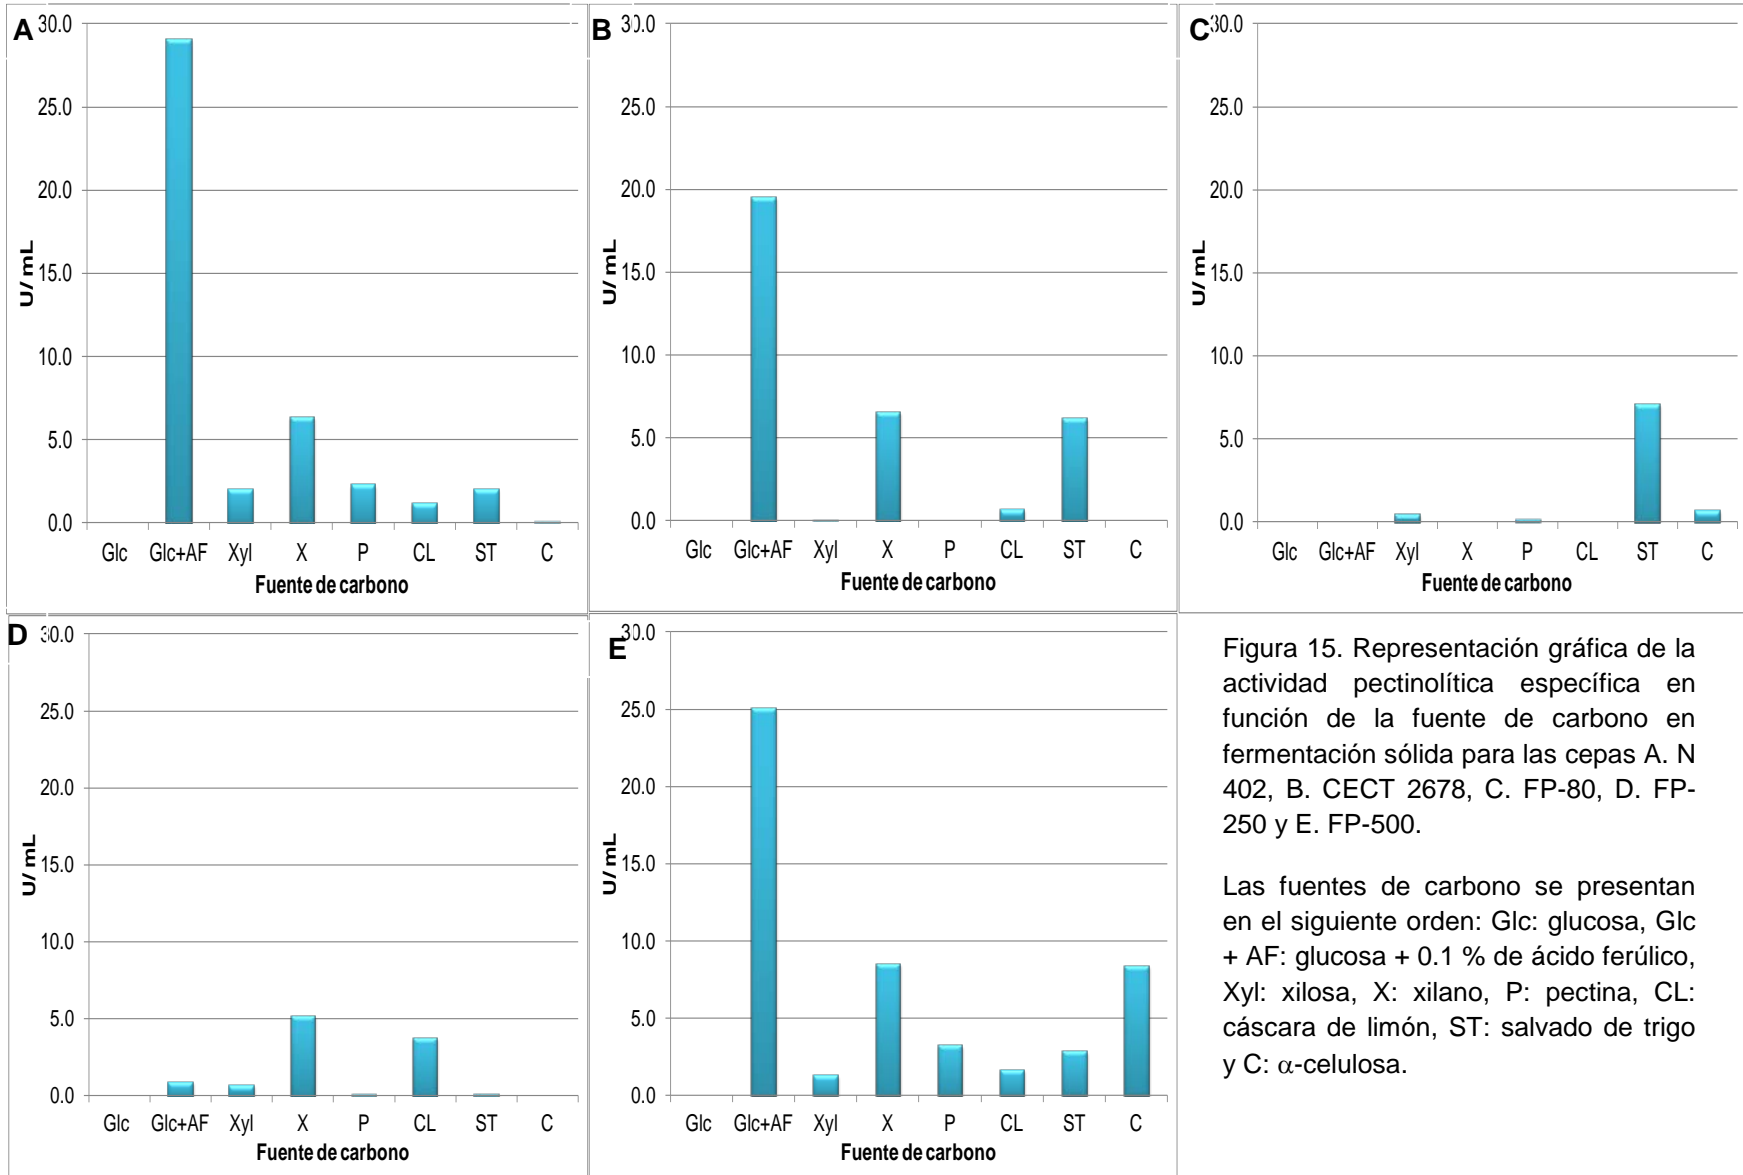 A
30.0
25.0
20.0
15.0
10.0
5.0
0.0
U/ mL
Glc Glc+AF Xyl X P CL ST C
Fuente de carbono
B
30.0
25.0
20.0
15.0
10.0
5.0
0.0
U/ mL
Glc Glc+AF Xyl X P CL ST C
Fuente de carbono
C
30.0
25.0
20.0
15.0
10.0
5.0
0.0
U/ mL
Glc Glc+AF Xyl X P CL ST C
Fuente de carbono
D
30.0
25.0
20.0
15.0
10.0
5.0
0.0
U/ mL
Glc Glc+AF Xyl X P CL ST C
Fuente de carbono
E
30.0
25.0
20.0
15.0
10.0
5.0
0.0
U/ mL
Glc Glc+AF Xyl X P CL ST C
Fuente de carbono
Figura 15. Representación gráfica de la
actividad pectinolítica específica en
función de la fuente de carbono en
fermentación sólida para las cepas A. N
402, B. CECT 2678, C. FP-80, D. FP-
250 y E. FP-500.
Las fuentes de carbono se presentan
en el siguiente orden: Glc: glucosa, Glc
+ AF: glucosa + 0.1 % de ácido ferúlico,
Xyl: xilosa, X: xilano, P: pectina, CL:
cáscara de limón, ST: salvado de trigo
y C: α-celulosa.